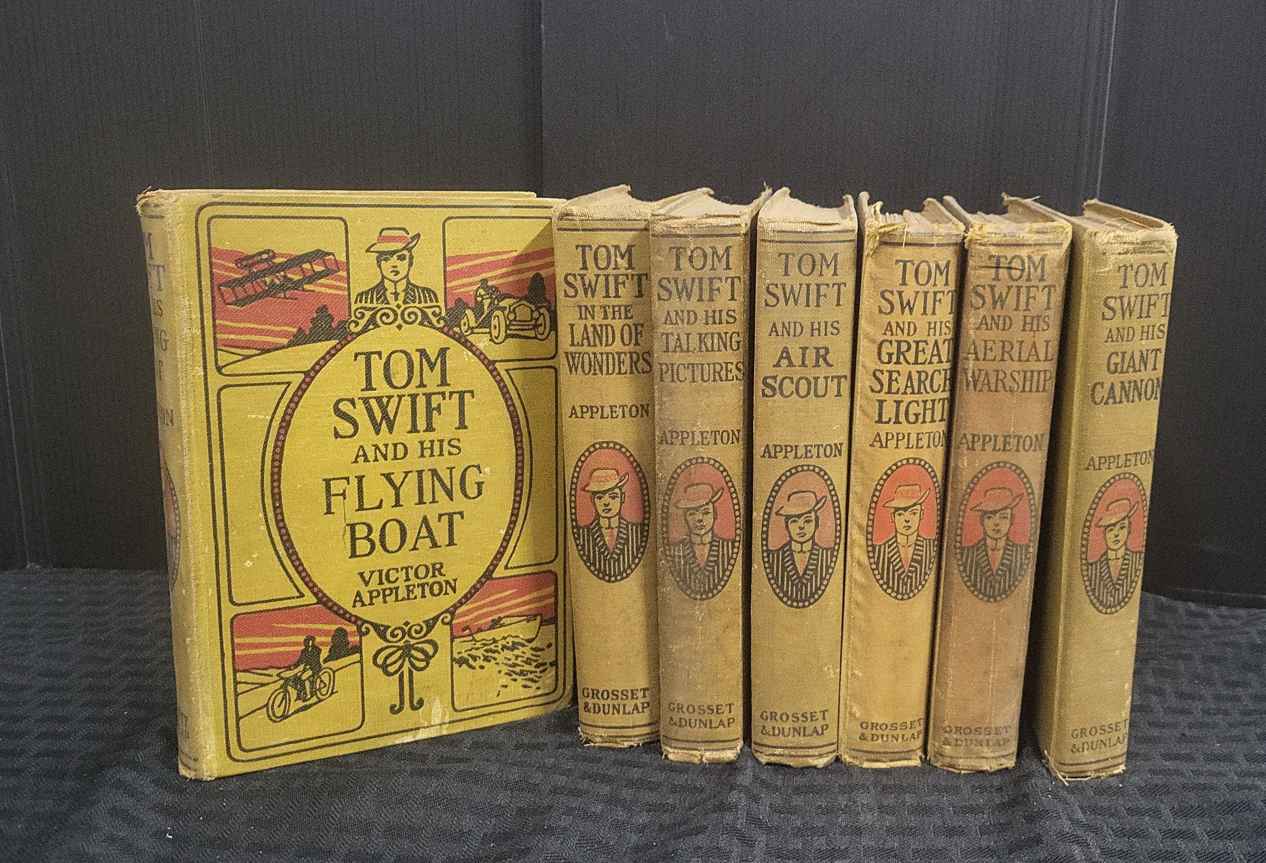 TOM
SWIFT
AND HIS
FLYING
BOAT
VICTOR
APPLETON
TOM
SWIFT
IN THE
LAND OF
WONDERS
APPLETON
GROSSET
& DUNLAP
TOM
SWIFT
AND HIS
TALKING
PICTURES
APPLETON
GROSSET
& DUNLAP
TOM
SWIFT
AND HIS
AIR
SCOUT
APPLETON
GROSSET
& DUNLAP
TOM
SWIFT
AND HIS
GREAT
SEARCH
LIGHT
APPLETON
GROSSET
& DUNLAP
TOM
SWIFT
AND HIS
AERIAL
WARSHIP
APPLETON
GROSSET
& DUNLAP
TOM
SWIFT
AND HIS
GIANT
CANNON
APPLETON
GROSSET
& DUNLAP